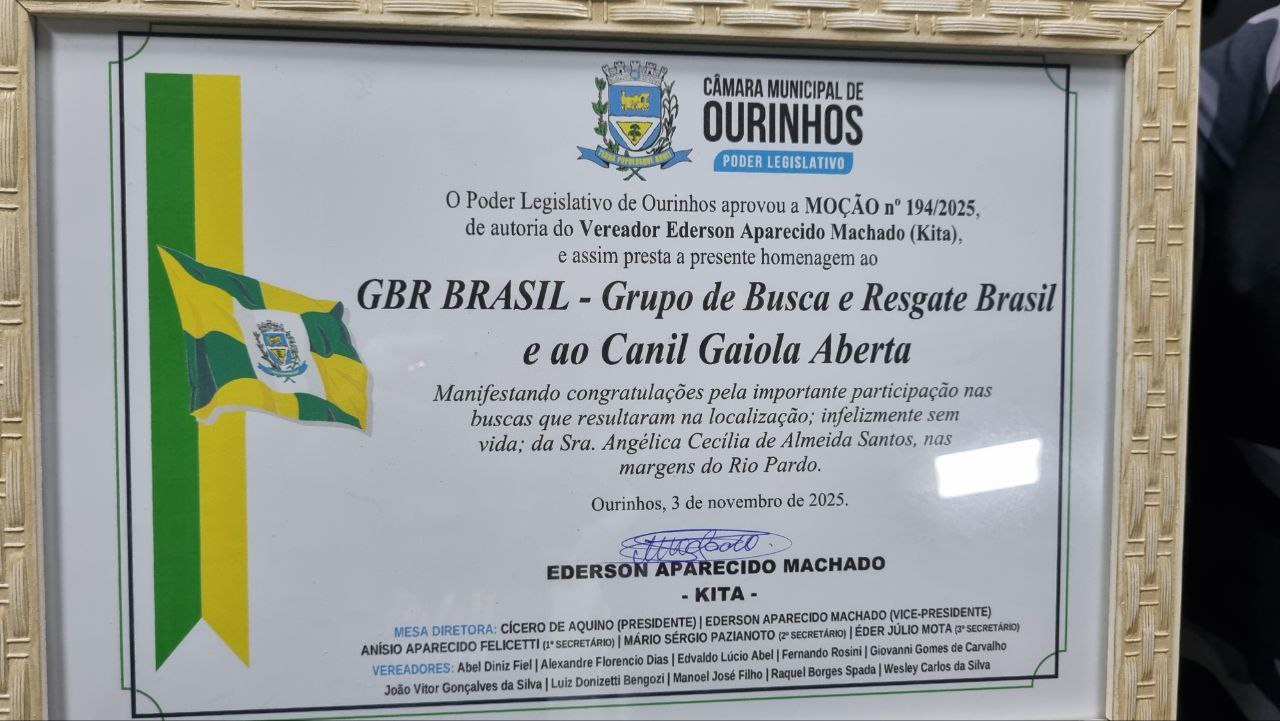 CÂMARA MUNICIPAL DE
OURINHOS
PODER LEGISLATIVO
TERRA POPULOSQUE ABNIT
O Poder Legislativo de Ourinhos aprovou a MOÇÃO nº 194/2025,
de autoria do Vereador Ederson Aparecido Machado (Kita),
e assim presta a presente homenagem ao
GBR BRASIL - Grupo de Busca e Resgate Brasil
e ao Canil Gaiola Aberta
Manifestando congratulações pela importante participação nas
buscas que resultaram na localização; infelizmente sem
vida; da Sra. Angélica Cecília de Almeida Santos, nas
margens do Rio Pardo.
Ourinhos, 3 de novembro de 2025.
EDERSON APARECIDO MACHADO
- KITA -
MESA DIRETORA: CÍCERO DE AQUINO (PRESIDENTE) | EDERSON APARECIDO MACHADO (VICE-PRESIDENTE)
ANÍSIO APARECIDO FELICETTI (1º SECRETÁRIO) | MÁRIO SÉRGIO PAZIANOTO (2º SECRETÁRIO) | ÉDER JÚLIO MOTA (3º SECRETÁRIO)
VEREADORES: Abel Diniz Fiel | Alexandre Florencio Dias | Edvaldo Lúcio Abel | Fernando Rosini | Giovanni Gomes de Carvalho
João Vitor Gonçalves da Silva | Luiz Donizetti Bengozi | Manoel José Filho | Raquel Borges Spada | Wesley Carlos da Silva